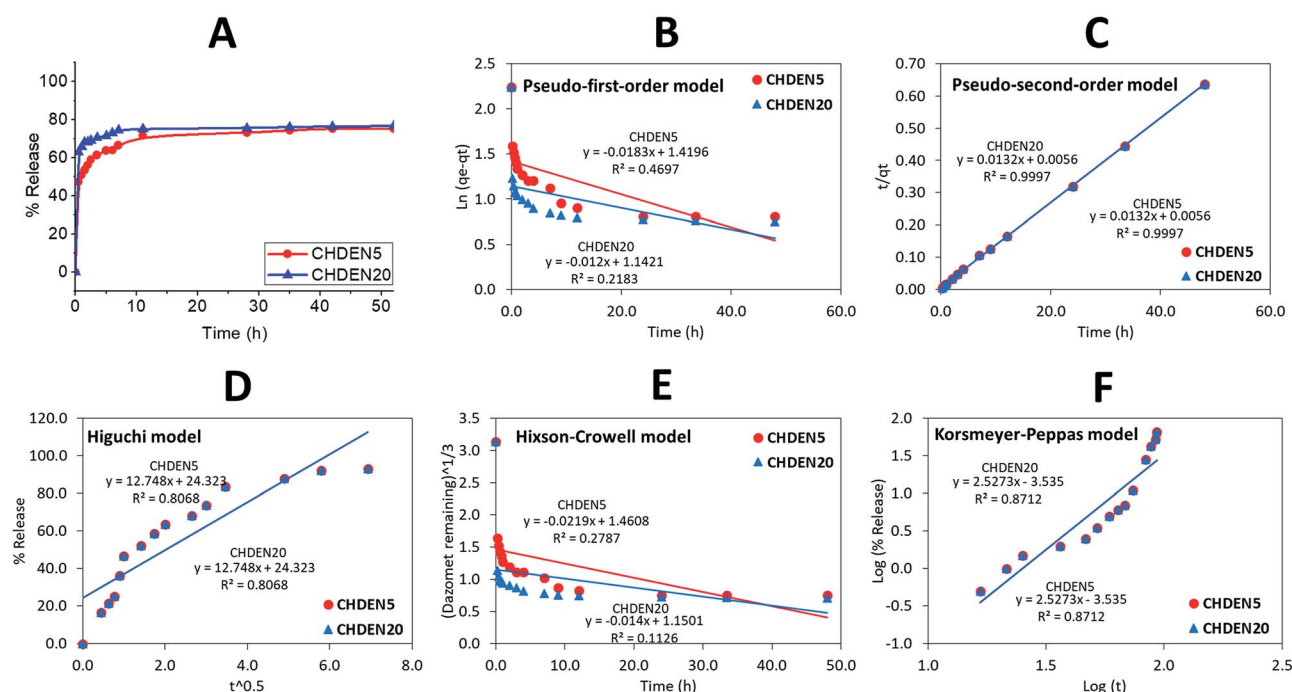 A
100
80
60
40
20
0
% Release
0
10
20
30
40
50
Time (h)
CHDEN5
CHDEN20
B
Pseudo-first-order model
CHDEN5
CHDEN20
2.5
2.0
1.5
1.0
0.5
0.0
Ln (qe-qt)
CHDEN5
y = -0.0183x + 1.4196
R² = 0.4697
CHDEN20
y = -0.012x + 1.1421
R² = 0.2183
0.0
20.0
40.0
60.0
Time (h)
C
Pseudo-second-order model
0.70
0.60
0.50
0.40
0.30
0.20
0.10
0.00
t/qt
CHDEN20
y = 0.0132x + 0.0056
R² = 0.9997
CHDEN5
y = 0.0132x + 0.0056
R² = 0.9997
CHDEN5
CHDEN20
0.0
20.0
40.0
60.0
Time (h)
D
Higuchi model
120.0
100.0
80.0
60.0
40.0
20.0
0.0
% Release
CHDEN5
y = 12.748x + 24.323
R² = 0.8068
CHDEN20
y = 12.748x + 24.323
R² = 0.8068
CHDEN5
CHDEN20
0.0
2.0
4.0
6.0
8.0
t^0.5
E
Hixson-Crowell model
CHDEN5
CHDEN20
3.5
3.0
2.5
2.0
1.5
1.0
0.5
0.0
(Dazomet remaining)^1/3
CHDEN5
y = -0.0219x + 1.4608
R² = 0.2787
CHDEN20
y = -0.014x + 1.1501
R² = 0.1126
0
10
20
30
40
50
Time (h)
F
Korsmeyer-Peppas model
2.0
1.5
1.0
0.5
0.0
-0.5
-1.0
Log (% Release)
CHDEN20
y = 2.5273x - 3.535
R² = 0.8712
CHDEN5
y = 2.5273x - 3.535
R² = 0.8712
CHDEN5
CHDEN20
1.0
1.5
2.0
2.5
Log (t)